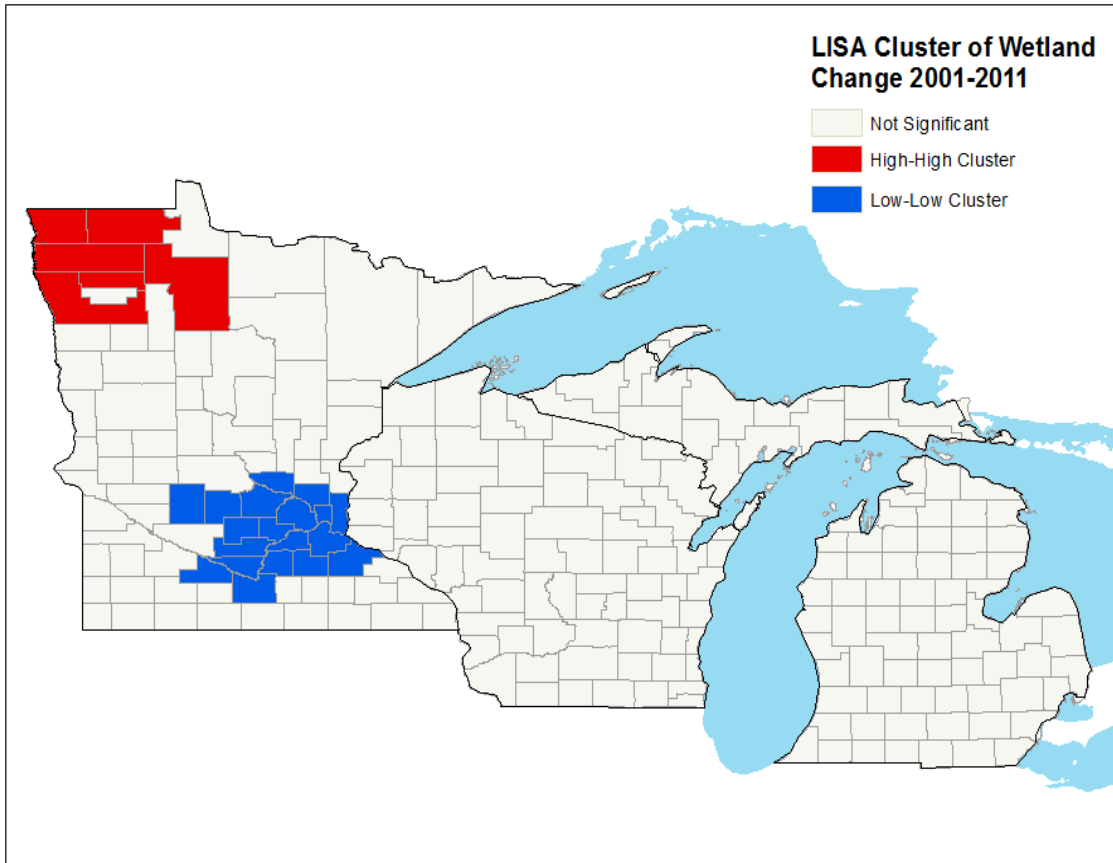 LISA Cluster of Wetland
Change 2001-2011
Not Significant
High-High Cluster
Low-Low Cluster